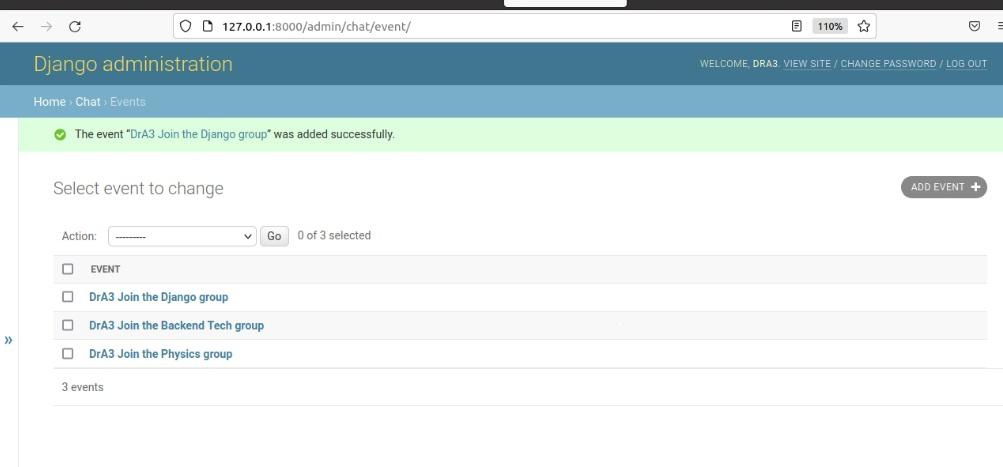 127.0.0.1:8000/admin/chat/event/
110%
Django administration
WELCOME, DRA3. VIEW SITE / CHANGE PASSWORD / LOG OUT
Home › Chat › Events
The event “DrA3 Join the Django group” was added successfully.
Select event to change
ADD EVENT +
Action: --------- Go 0 of 3 selected
EVENT
DrA3 Join the Django group
DrA3 Join the Backend Tech group
»
DrA3 Join the Physics group
3 events